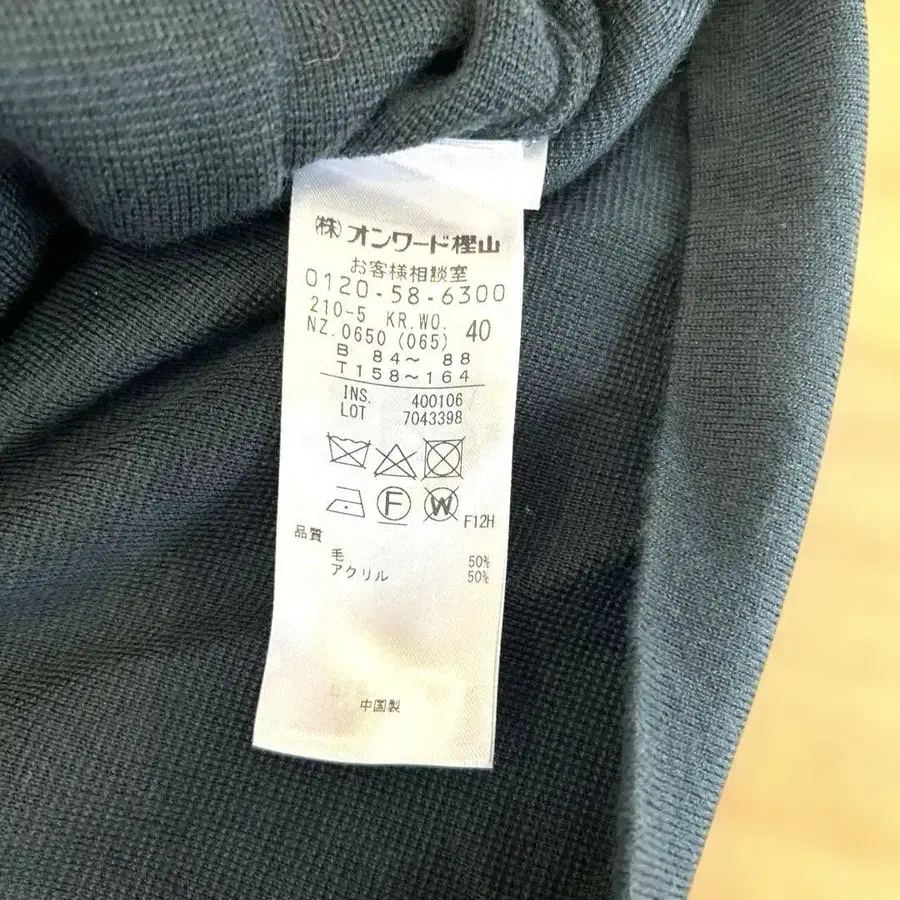 ㈱オンワード樫山
お客様相談室
0120-58-6300
210-5 KR.WO. 40
NZ.0650(065)
B 84～ 88
T158～164
INS. 400106
LOT 7043398
F W F12H
品質
毛 50%
アクリル 50%
中国製